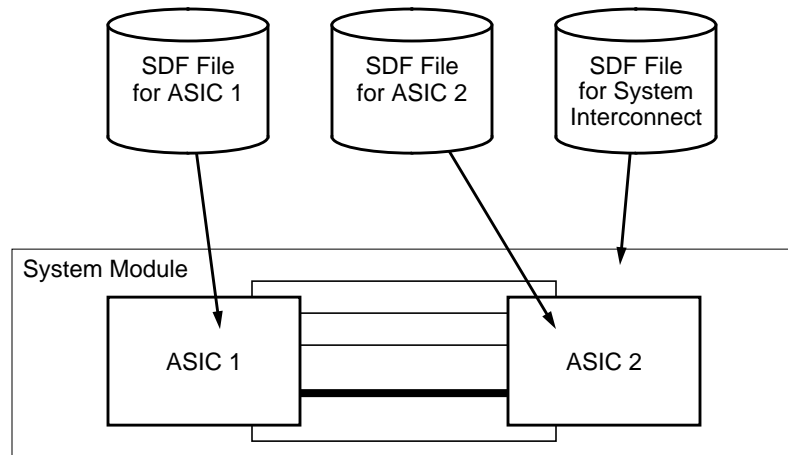 SDF File
for ASIC 1
SDF File
for ASIC 2
SDF File
for System
Interconnect
System Module
ASIC 1
ASIC 2